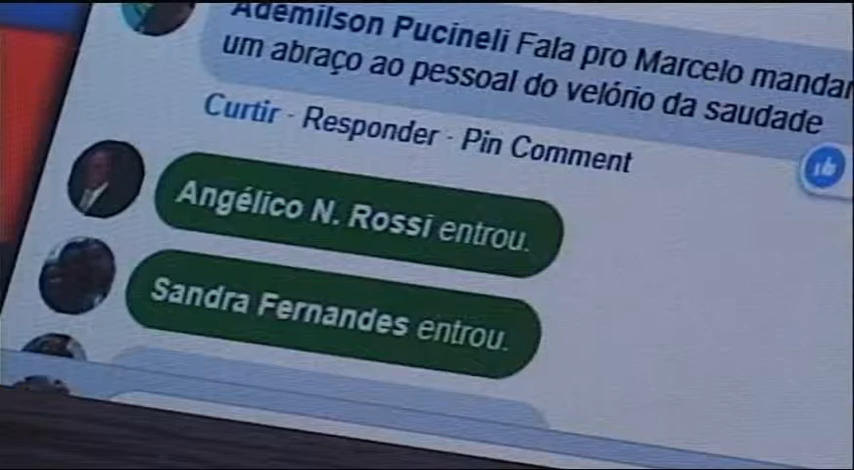 Ademilson Pucineli Fala pro Marcelo mandar
um abraço ao pessoal do velório da saudade
Curtir · Responder · Pin Comment
Angélico N. Rossi entrou.
Sandra Fernandes entrou.